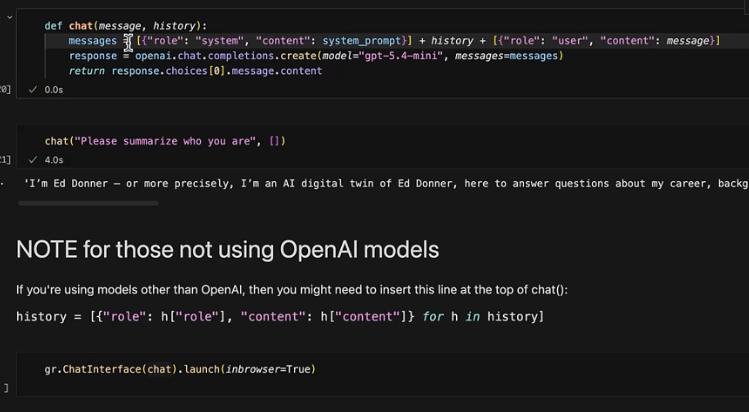 def chat(message, history):
messages = [{"role": "system", "content": system_prompt}] + history + [{"role": "user", "content": message}]
response = openai.chat.completions.create(model="gpt-5.4-mini", messages=messages)
return response.choices[0].message.content
20]
0.0s
chat("Please summarize who you are", [])
21]
4.0s
'I'm Ed Donner — or more precisely, I'm an AI digital twin of Ed Donner, here to answer questions about my career, backg
NOTE for those not using OpenAI models
If you're using models other than OpenAI, then you might need to insert this line at the top of chat():
history = [{"role": h["role"], "content": h["content"]} for h in history]
gr.ChatInterface(chat).launch(inbrowser=True)
]